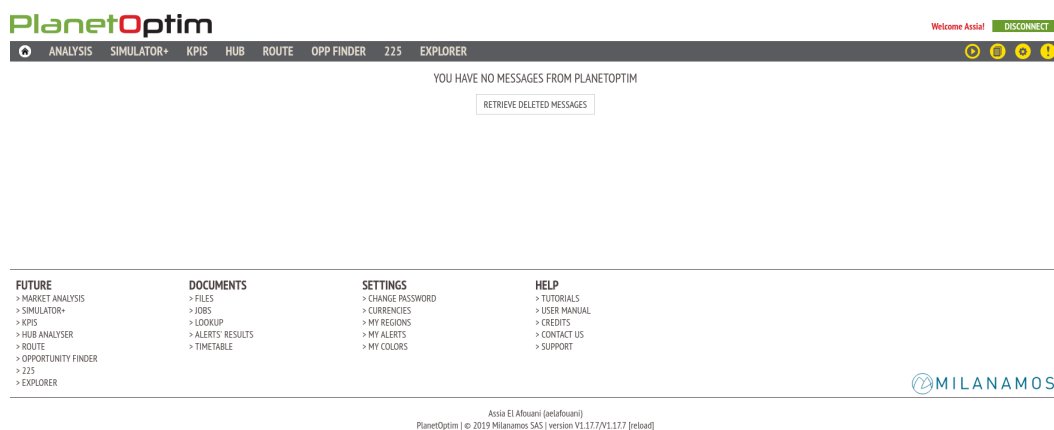 PlanetOptim
Welcome Assia! DISCONNECT
ANALYSIS SIMULATOR+ KPIS HUB ROUTE OPP FINDER 225 EXPLORER
YOU HAVE NO MESSAGES FROM PLANETOPTIM
RETRIEVE DELETED MESSAGES
FUTURE
> MARKET ANALYSIS
> SIMULATOR+
> KPIS
> HUB ANALYSER
> ROUTE
> OPPORTUNITY FINDER
> 225
> EXPLORER
DOCUMENTS
> FILES
> JOBS
> LOOKUP
> ALERTS' RESULTS
> TIMETABLE
SETTINGS
> CHANGE PASSWORD
> CURRENCIES
> MY REGIONS
> MY ALERTS
> MY COLORS
HELP
> TUTORIALS
> USER MANUAL
> CREDITS
> CONTACT US
> SUPPORT
MILANAMOS
Assia El Afouani (aelafouani)
PlanetOptim | © 2019 Milanamos SAS | version V1.17.7/V1.17.7 [reload]